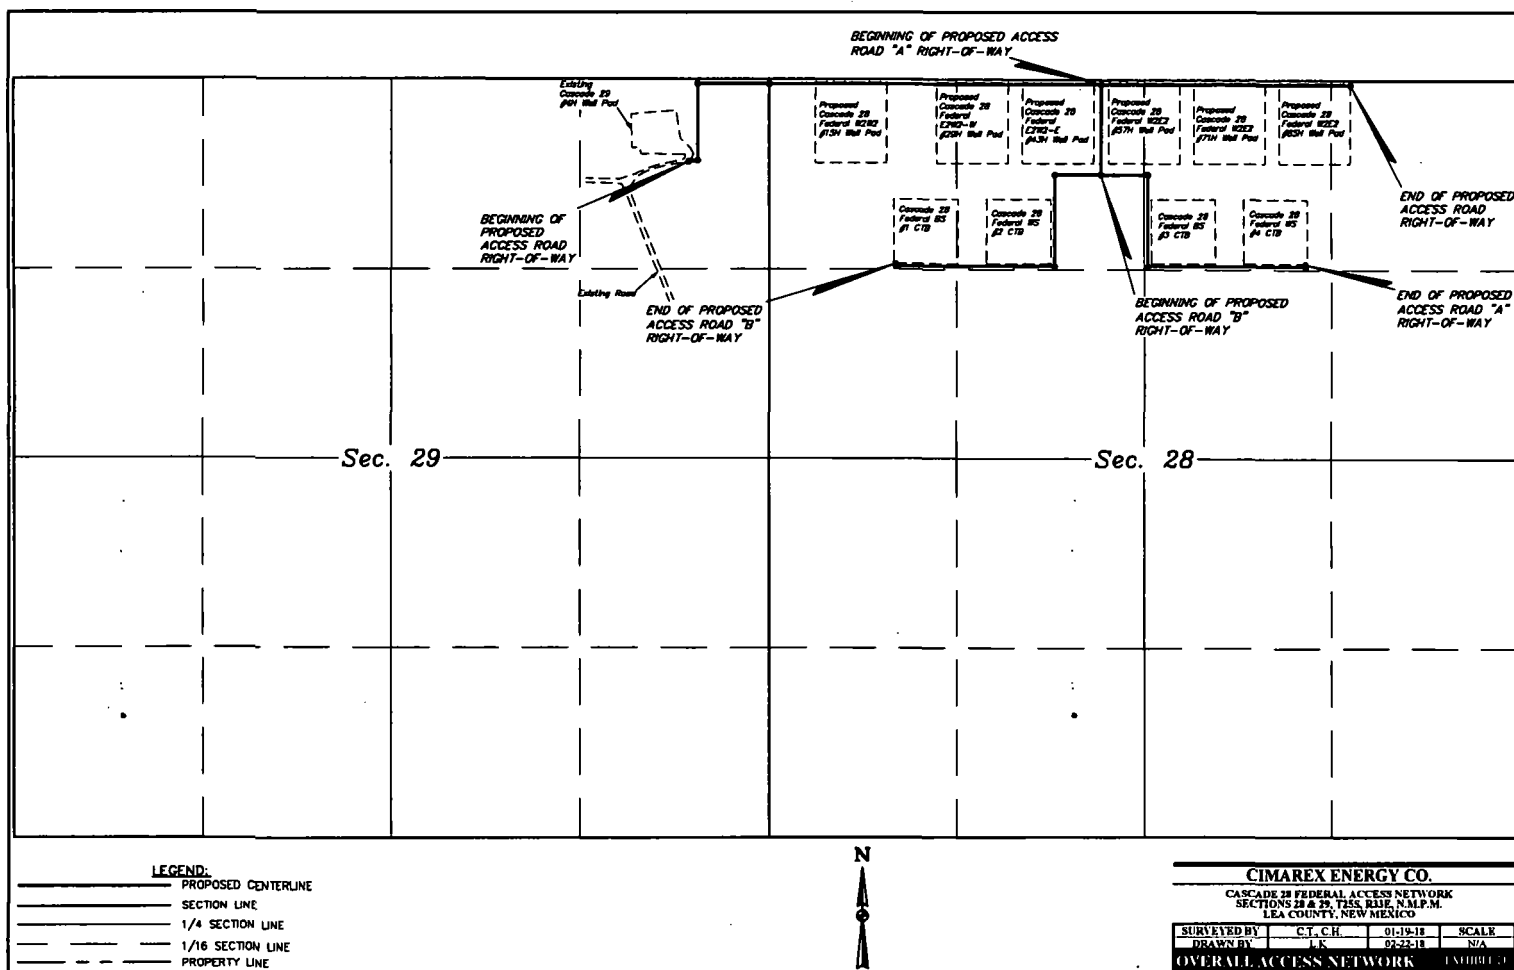 BEGINNING OF PROPOSED ACCESS
ROAD "A" RIGHT-OF-WAY
Existing
Cascade 29
Well Pad
Proposed
Cascade 28
Federal W2W2
Well Pad
Proposed
Cascade 28
Federal
E2W2-W
Well Pad
Proposed
Cascade 28
Federal
E2W2-E
Well Pad
Proposed
Cascade 28
Federal W2E2
#57H Well Pad
Proposed
Cascade 28
Federal W2E2
#71H Well Pad
Proposed
Cascade 28
Federal W2E2
Well Pad
END OF PROPOSED
ACCESS ROAD
RIGHT-OF-WAY
BEGINNING OF
PROPOSED
ACCESS ROAD
RIGHT-OF-WAY
Cascade 28
Federal BS
#1 CTB
Cascade 28
Federal WS
#2 CTB
Cascade 28
Federal BS
#3 CTB
Cascade 28
Federal WS
#4 CTB
Existing Road
END OF PROPOSED
ACCESS ROAD "B"
RIGHT-OF-WAY
BEGINNING OF PROPOSED
ACCESS ROAD "B"
RIGHT-OF-WAY
END OF PROPOSED
ACCESS ROAD "A"
RIGHT-OF-WAY
Sec. 29
Sec. 28
LEGEND:
PROPOSED CENTERLINE
SECTION LINE
1/4 SECTION LINE
1/16 SECTION LINE
PROPERTY LINE
N
CIMAREX ENERGY CO.
CASCADE 28 FEDERAL ACCESS NETWORK
SECTIONS 28 & 29, T25S, R33E, N.M.P.M.
LEA COUNTY, NEW MEXICO
SURVEYED BY C.T., C.H. 01-19-18 SCALE
DRAWN BY L.K. 02-22-18 N/A
OVERALL ACCESS NETWORK EXHIBIT